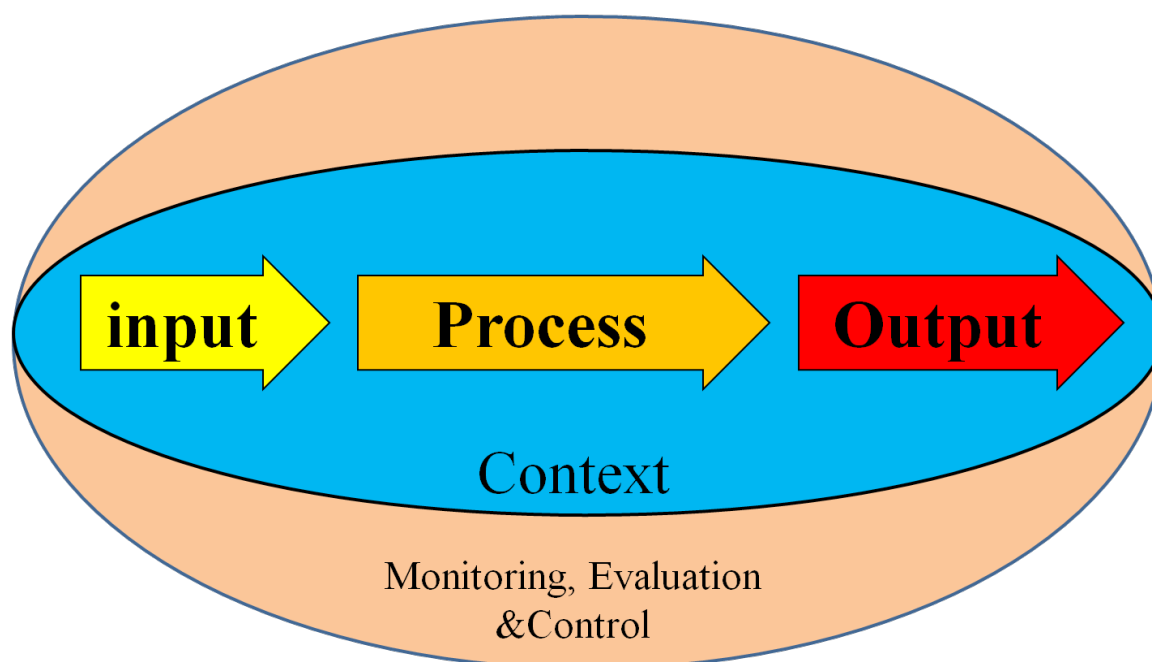 input
Process
Output
Context
Monitoring, Evaluation
&Control